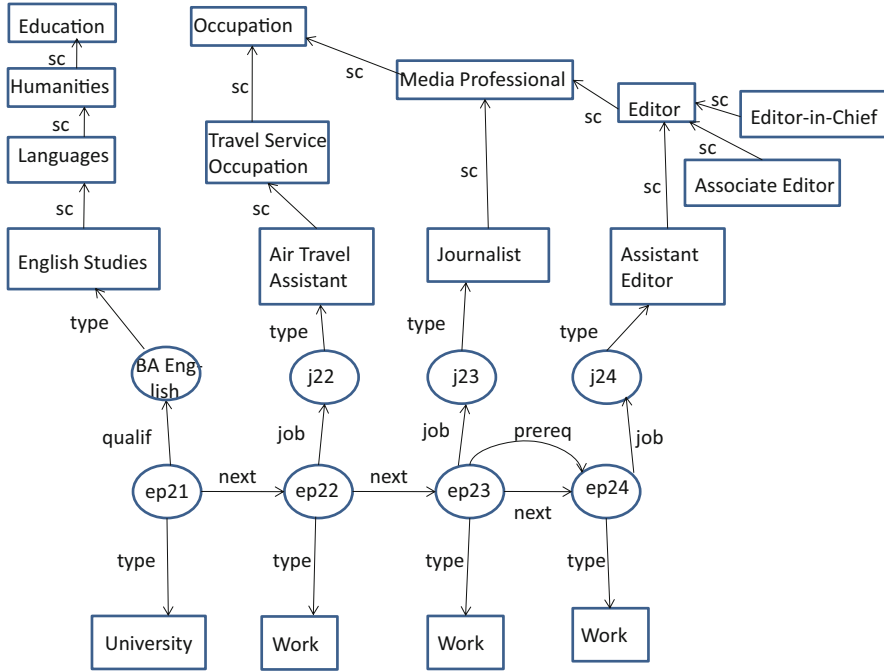 Education
Occupation
sc
sc
Humanities
sc
Media Professional
sc
sc
Editor
sc
Editor-in-Chief
Languages
Travel Service
Occupation
sc
Associate Editor
sc
sc
sc
sc
English Studies
Air Travel
Assistant
Journalist
Assistant
Editor
type
type
type
type
BA Eng-
lish
j22
j23
j24
qualif
job
job
prereq
job
ep21
next
ep22
next
ep23
next
ep24
type
type
type
type
University
Work
Work
Work